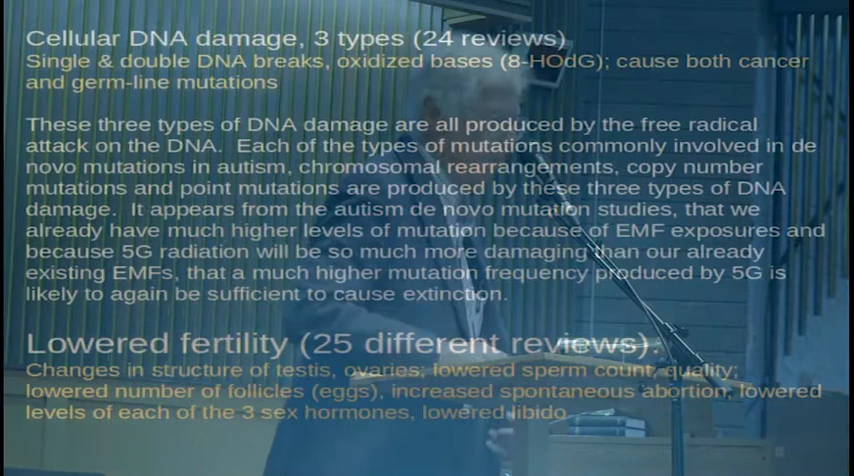 Cellular DNA damage, 3 types (24 reviews)
Single & double DNA breaks, oxidized bases (8-HOdG); cause both cancer
and germ-line mutations
These three types of DNA damage are all produced by the free radical
attack on the DNA. Each of the types of mutations commonly involved in de
novo mutations in autism, chromosomal rearrangements, copy number
mutations and point mutations are produced by these three types of DNA
damage. It appears from the autism de novo mutation studies, that we
already have much higher levels of mutation because of EMF exposures and
because 5G radiation will be so much more damaging than our already
existing EMFs, that a much higher mutation frequency produced by 5G is
likely to again be sufficient to cause extinction.
Lowered fertility (25 different reviews).
Changes in structure of testis, ovaries; lowered sperm count, quality;
lowered number of follicles (eggs), increased spontaneous abortion, lowered
levels of each of the 3 sex hormones, lowered libido